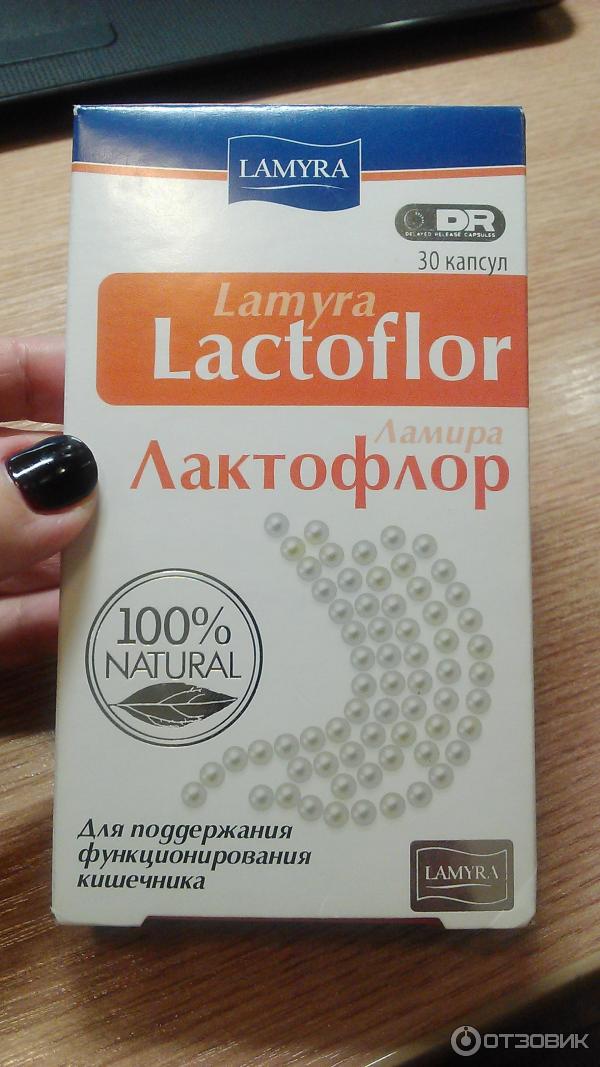 LAMYRA
DR
DELAYED RELEASE CAPSULES
30 капсул
Lamyra
Lactoflor
Ламира
Лактофлор
100%
NATURAL
Для поддержания
функционирования
кишечника
LAMYRA
ОТЗОВИК